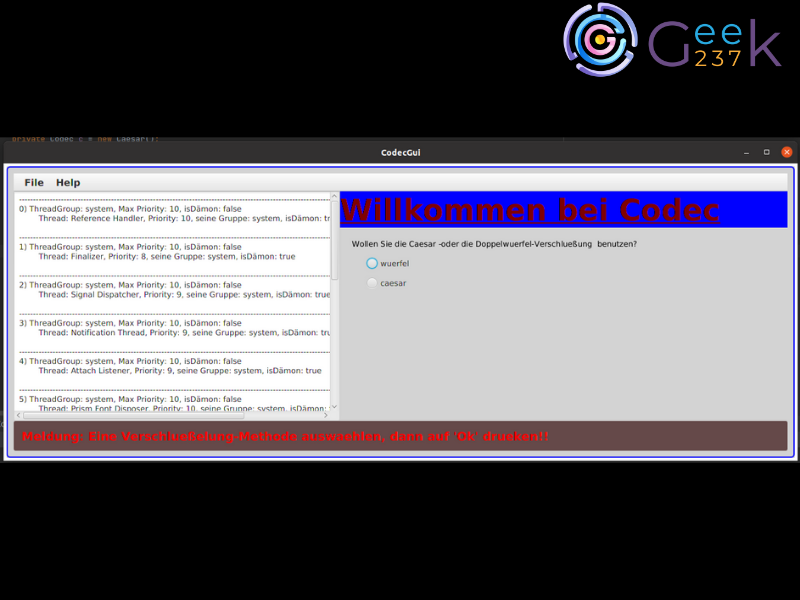 Geek
237
private Codec c = new Caesar();
CodecGui
File Help
0) ThreadGroup: system, Max Priority: 10, isDämon: false
Thread: Reference Handler, Priority: 10, seine Gruppe: system, isDämon: tr
1) ThreadGroup: system, Max Priority: 10, isDämon: false
Thread: Finalizer, Priority: 8, seine Gruppe: system, isDämon: true
2) ThreadGroup: system, Max Priority: 10, isDämon: false
Thread: Signal Dispatcher, Priority: 9, seine Gruppe: system, isDämon: true
3) ThreadGroup: system, Max Priority: 10, isDämon: false
Thread: Notification Thread, Priority: 9, seine Gruppe: system, isDämon: tru
4) ThreadGroup: system, Max Priority: 10, isDämon: false
Thread: Attach Listener, Priority: 9, seine Gruppe: system, isDämon: true
5) ThreadGroup: system, Max Priority: 10, isDämon: false
Thread: Prism Font Disposer, Priority: 10, seine Gruppe: system, isDämon:
Willkommen bei Codec
Wollen Sie die Caesar -oder die Doppelwuerfel-Verschließung benutzen?
wuerfel
caesar
Meldung: Eine Verschlueßelung-Methode auswaehlen, dann auf 'Ok' druecken!!